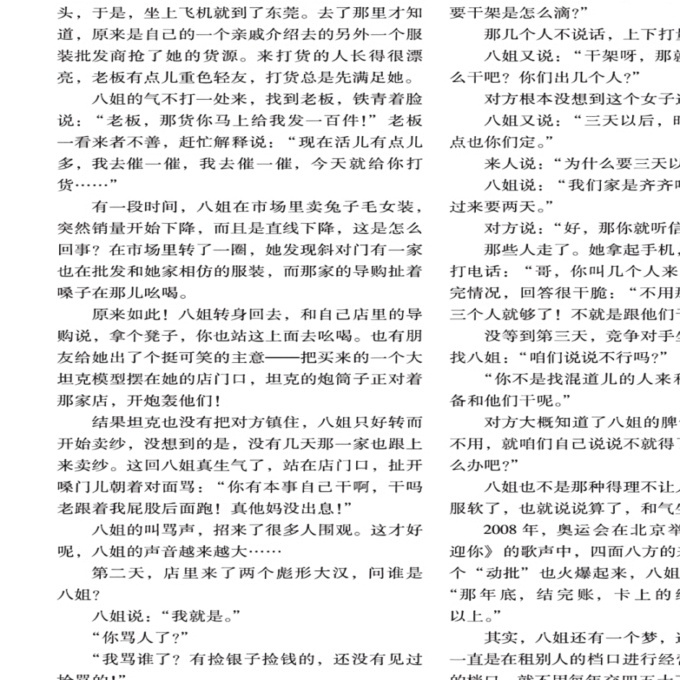 头，于是，坐上飞机就到了东莞。去了那里才知
道，原来是自己的一个亲戚介绍去的另外一个服
装批发商抢了她的货源。来打货的人长得很漂
亮，老板有点儿重色轻友，打货总是先满足她。
八姐的气不打一处来，找到老板，铁青着脸
说：“老板，那货你马上给我发一百件！”老板
一看来者不善，赶忙解释说：“现在活儿有点儿
多，我去催一催，我去催一催，今天就给你打
货……”
有一段时间，八姐在市场里卖兔子毛女装，
突然销量开始下降，而且是直线下降，这是怎么
回事？在市场里转了一圈，她发现斜对门有一家
也在批发和她家相仿的服装，而那家的导购扯着
嗓子在那儿吆喝。
原来如此！八姐转身回去，和自己店里的导
购说，拿个凳子，你也站这上面去吆喝。也有朋
友给她出了个挺可笑的主意——把买来的一个大
坦克模型摆在她的店门口，坦克的炮筒子正对着
那家店，开炮轰他们！
结果坦克也没有把对方镇住，八姐只好转而
开始卖纱，没想到的是，没有几天那一家也跟上
来卖纱。这回八姐真生气了，站在店门口，扯开
嗓门儿朝着对面骂：“你有本事自己干啊，干吗
老跟着我屁股后面跑！真他妈没出息！”
八姐的叫骂声，招来了很多人围观。这才好
呢，八姐的声音越来越大……
第二天，店里来了两个彪形大汉，问谁是
八姐？
八姐说：“我就是。”
“你骂人了？”
“我骂谁了？有捡银子捡钱的，还没有见过
捡骂的！”
要干架是怎么滴？”
那几个人不说话，上下打
八姐又说：“干架呀，那就
么干吧？你们出几个人？”
对方根本没想到这个女子
八姐又说：“三天以后，
点也你们定。”
来人说：“为什么要三天以
八姐说：“我们家是齐齐
过来要两天。”
对方说：“好，那你就听信
那些人走了。她拿起手机，
打电话：“哥，你叫几个人来
完情况，回答很干脆：“不用那
三个人就够了！不就是跟他们干
没等到第三天，竞争对手
找八姐：“咱们说说不行吗？”
“你不是找混道儿的人来
备和他们干呢。”
对方大概知道了八姐的脾
不用，就咱们自己说说不就得了
么办吧？”
八姐也不是那种得理不让人
服软了，也就说说算了，和气生
2008 年，奥运会在北京举
迎你》的歌声中，四面八方的
个“动批”也火爆起来，八姐
“那年底，结完账，卡上的
以上。”
其实，八姐还有一个梦，
一直是在租别人的档口进行经营
的档口，就不用每年交四五十万